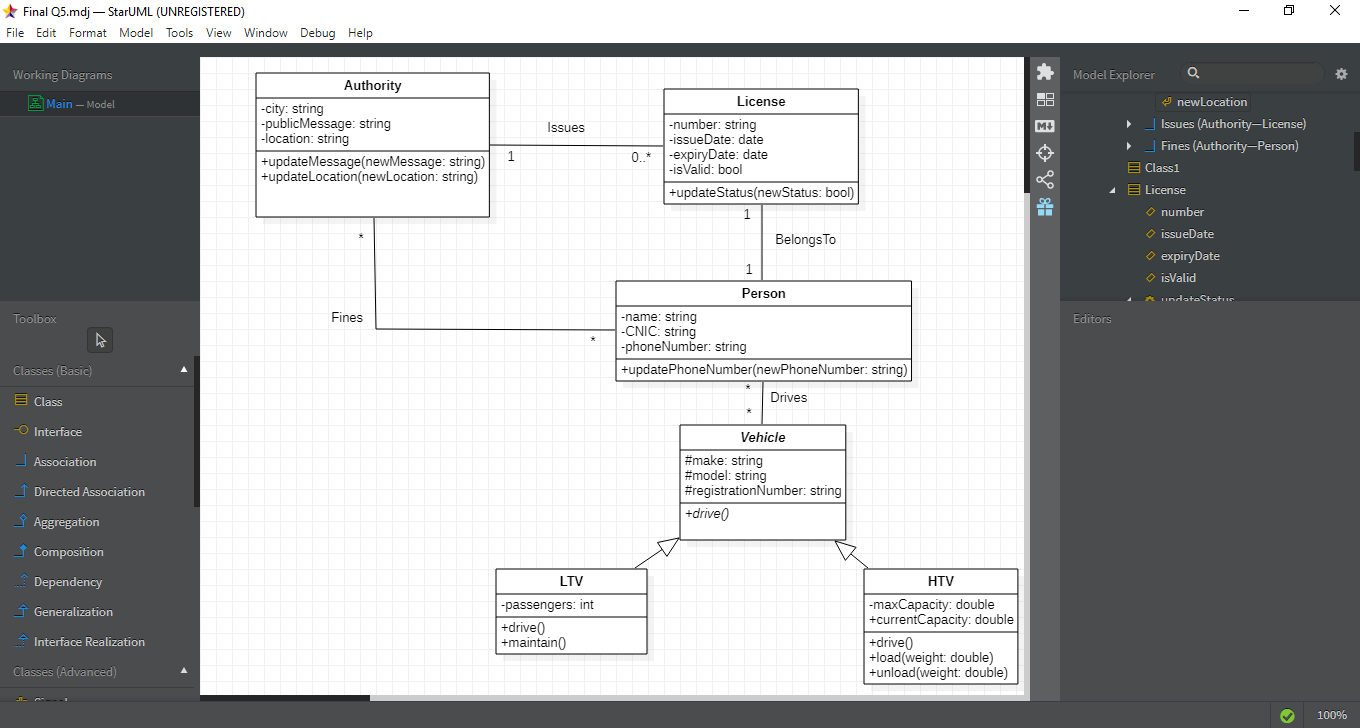 Final Q5.mdj — StarUML (UNREGISTERED)
File Edit Format Model Tools View Window Debug Help
Working Diagrams
Main — Model
Toolbox
Classes (Basic)
Class
Interface
Association
Directed Association
Aggregation
Composition
Dependency
Generalization
Interface Realization
Classes (Advanced)
Authority
-city: string
-publicMessage: string
-location: string
+updateMessage(newMessage: string)
+updateLocation(newLocation: string)
Issues
1
0..*
License
-number: string
-issueDate: date
-expiryDate: date
-isValid: bool
+updateStatus(newStatus: bool)
1
BelongsTo
1
*
Fines
*
Person
-name: string
-CNIC: string
-phoneNumber: string
+updatePhoneNumber(newPhoneNumber: string)
*
Drives
*
Vehicle
#make: string
#model: string
#registrationNumber: string
+drive()
LTV
-passengers: int
+drive()
+maintain()
HTV
-maxCapacity: double
+currentCapacity: double
+drive()
+load(weight: double)
+unload(weight: double)
M
Model Explorer
newLocation
Issues (Authority—License)
Fines (Authority—Person)
Class1
License
number
issueDate
expiryDate
isValid
updateStatus
Editors
100%